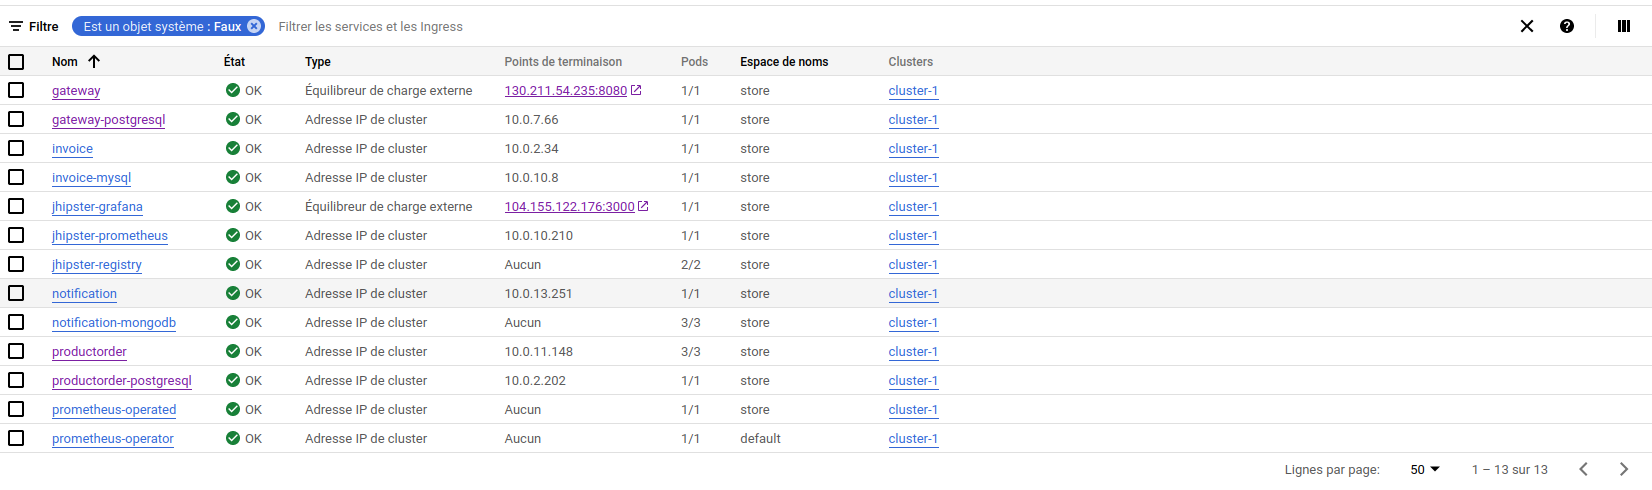 Filtre Est un objet système : Faux Filtrer les services et les Ingress
Nom État Type Points de terminaison Pods Espace de noms Clusters
gateway OK Équilibreur de charge externe 130.211.54.235:8080 1/1 store cluster-1
gateway-postgresql OK Adresse IP de cluster 10.0.7.66 1/1 store cluster-1
invoice OK Adresse IP de cluster 10.0.2.34 1/1 store cluster-1
invoice-mysql OK Adresse IP de cluster 10.0.10.8 1/1 store cluster-1
jhipster-grafana OK Équilibreur de charge externe 104.155.122.176:3000 1/1 store cluster-1
jhipster-prometheus OK Adresse IP de cluster 10.0.10.210 1/1 store cluster-1
jhipster-registry OK Adresse IP de cluster Aucun 2/2 store cluster-1
notification OK Adresse IP de cluster 10.0.13.251 1/1 store cluster-1
notification-mongodb OK Adresse IP de cluster Aucun 3/3 store cluster-1
productorder OK Adresse IP de cluster 10.0.11.148 3/3 store cluster-1
productorder-postgresql OK Adresse IP de cluster 10.0.2.202 1/1 store cluster-1
prometheus-operated OK Adresse IP de cluster Aucun 1/1 store cluster-1
prometheus-operator OK Adresse IP de cluster Aucun 1/1 default cluster-1
Lignes par page: 50 1 – 13 sur 13